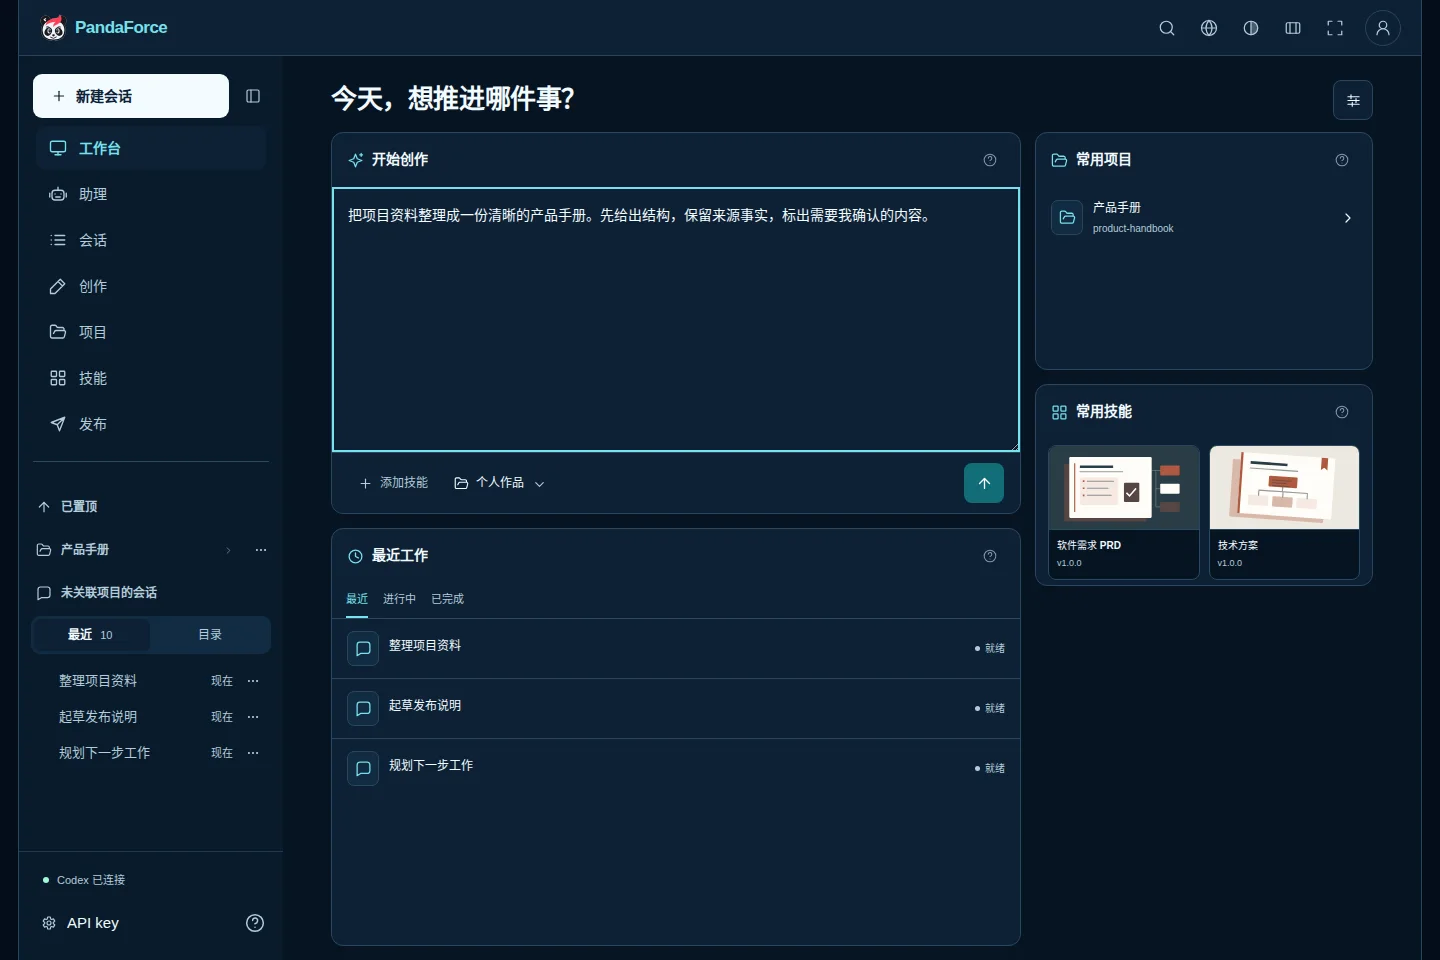 PandaForce
新建会话
工作台
助理
会话
创作
项目
技能
发布
已置顶
产品手册
未关联项目的会话
最近 10
目录
整理项目资料 现在
起草发布说明 现在
规划下一步工作 现在
Codex 已连接
API key
今天，想推进哪件事？
开始创作
把项目资料整理成一份清晰的产品手册。先给出结构，保留来源事实，标出需要我确认的内容。
添加技能
个人作品
最近工作
最近 进行中 已完成
整理项目资料 就绪
起草发布说明 就绪
规划下一步工作 就绪
常用项目
产品手册
product-handbook
常用技能
软件需求 PRD
v1.0.0
技术方案
v1.0.0